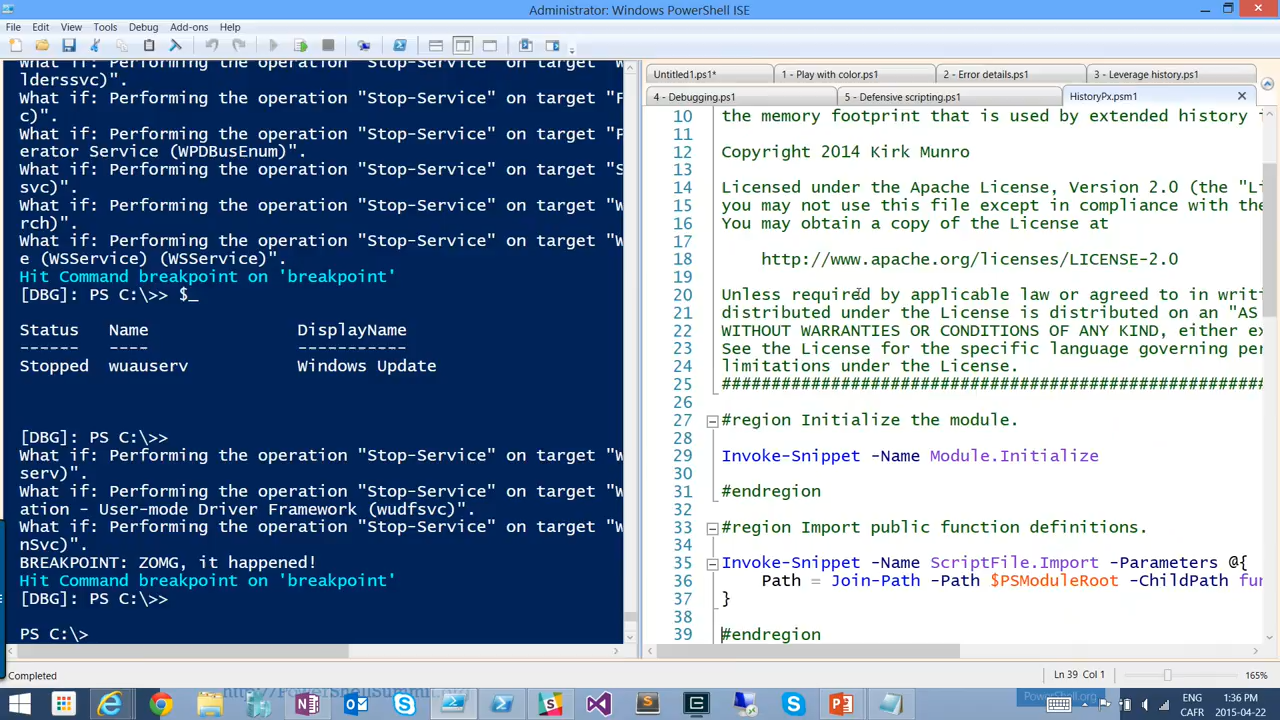 Administrator: Windows PowerShell ISE
File Edit View Tools Debug Add-ons Help
What if: Performing the operation "Stop-Service" on target "W
lderssvc)".
What if: Performing the operation "Stop-Service" on target "F
c)".
What if: Performing the operation "Stop-Service" on target "P
erator Service (WPDBusEnum)".
What if: Performing the operation "Stop-Service" on target "S
svc)".
What if: Performing the operation "Stop-Service" on target "W
rch)"
What if: Performing the operation "Stop-Service" on target "W
e (WSService) (WSService)".
Hit Command breakpoint on 'breakpoint'
[DBG]: PS C:\>> $_
Status Name DisplayName
------ ---- -----------
Stopped wuauserv Windows Update
[DBG]: PS C:\>>
What if: Performing the operation "Stop-Service" on target "W
serv)".
What if: Performing the operation "Stop-Service" on target "W
ation - User-mode Driver Framework (wudfsvc)".
What if: Performing the operation "Stop-Service" on target "W
nSvc)".
BREAKPOINT: ZOMG, it happened!
Hit Command breakpoint on 'breakpoint'
[DBG]: PS C:\>>
PS C:\>
Untitled1.ps1* 1 - Play with color.ps1 2 - Error details.ps1 3 - Leverage history.ps1
4 - Debugging.ps1 5 - Defensive scripting.ps1 HistoryPx.psm1
10 the memory footprint that is used by extended history i
11
12 Copyright 2014 Kirk Munro
13
14 Licensed under the Apache License, Version 2.0 (the "Li
15 you may not use this file except in compliance with the
16 You may obtain a copy of the License at
17
18 http://www.apache.org/licenses/LICENSE-2.0
19
20 Unless required by applicable law or agreed to in writi
21 distributed under the License is distributed on an "AS
22 WITHOUT WARRANTIES OR CONDITIONS OF ANY KIND, either ex
23 See the License for the specific language governing per
24 limitations under the License.
25 #######################################################
26
27 #region Initialize the module.
28
29 Invoke-Snippet -Name Module.Initialize
30
31 #endregion
32
33 #region Import public function definitions.
34
35 Invoke-Snippet -Name ScriptFile.Import -Parameters @{
36 Path = Join-Path -Path $PSModuleRoot -ChildPath fun
37 }
38
39 #endregion
Completed Ln 39 Col 1 165%
PowerShell.org
ENG 1:36 PM
CAFR 2015-04-22